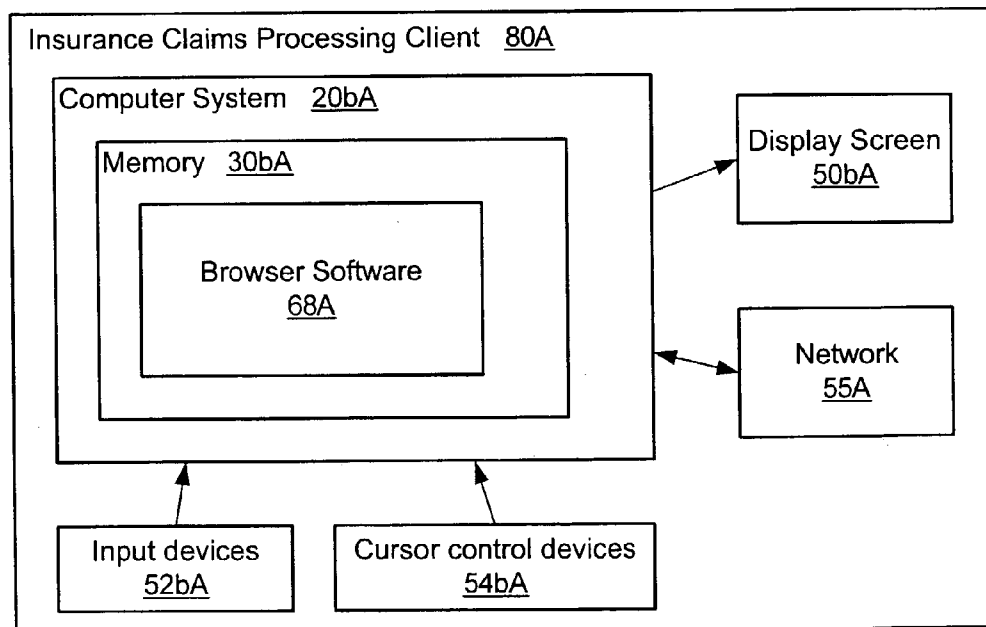 Insurance Claims Processing Client 80A
Computer System 20bA
Memory 30bA
Browser Software
68A
Display Screen
50bA
Network
55A
Input devices
52bA
Cursor control devices
54bA